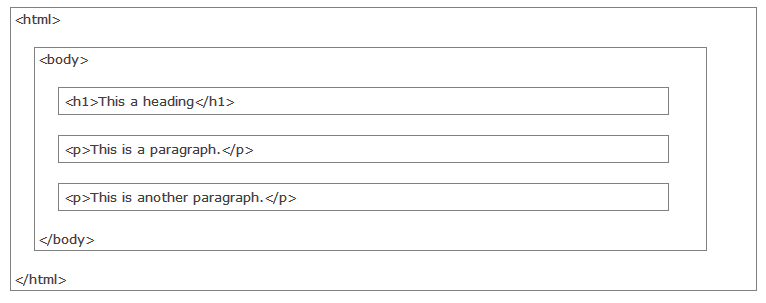 <html>
<body>
<h1>This a heading</h1>
<p>This is a paragraph.</p>
<p>This is another paragraph.</p>
</body>
</html>